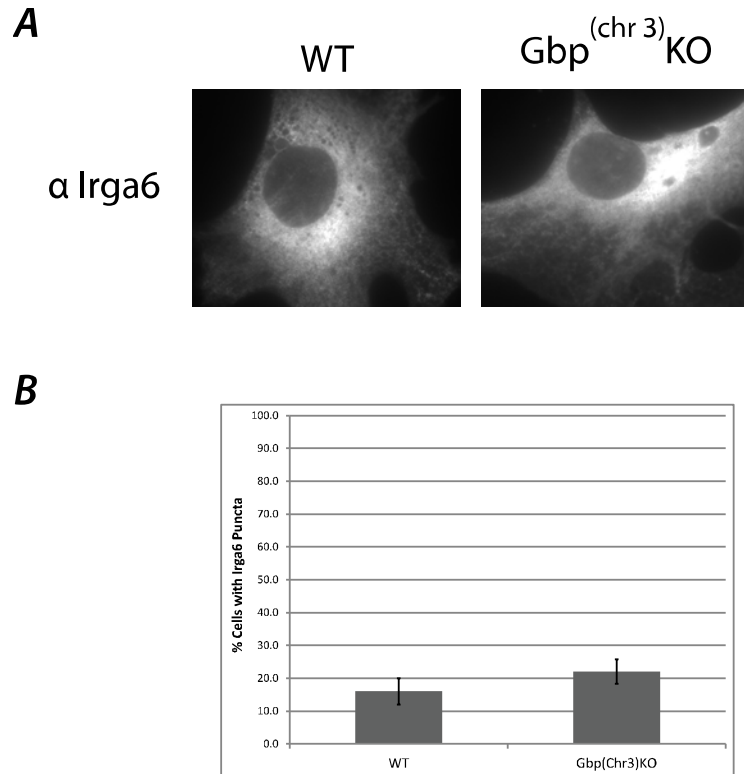 A
WT
Gbp(chr 3)KO
α Irga6
B
100.0
90.0
80.0
70.0
60.0
50.0
40.0
30.0
20.0
10.0
0.0
% Cells with Irga6 Puncta
WT
Gbp(Chr3)KO